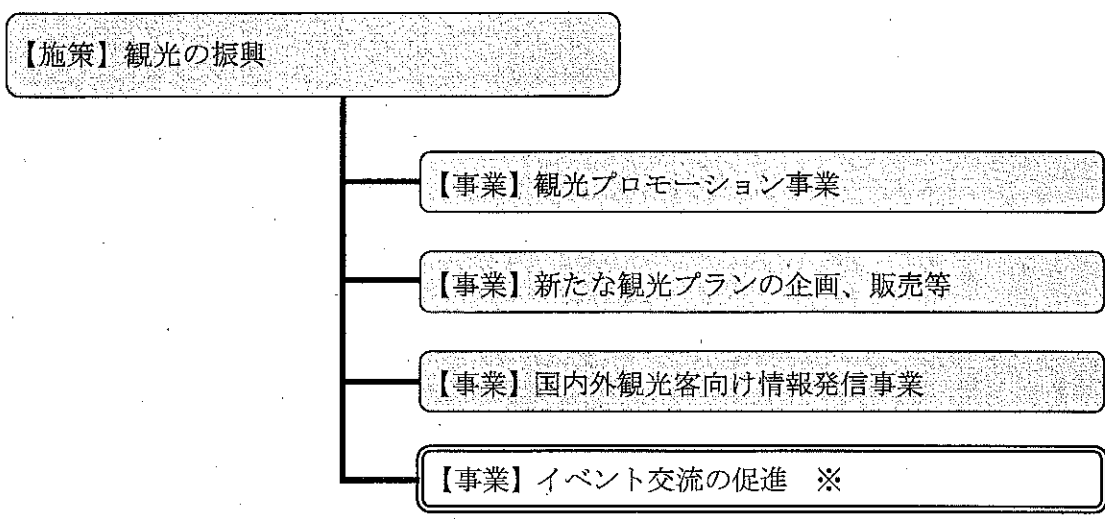 【施策】観光の振興
【事業】観光プロモーション事業
【事業】新たな観光プランの企画、販売等
【事業】国内外観光客向け情報発信事業
【事業】イベント交流の促進　※